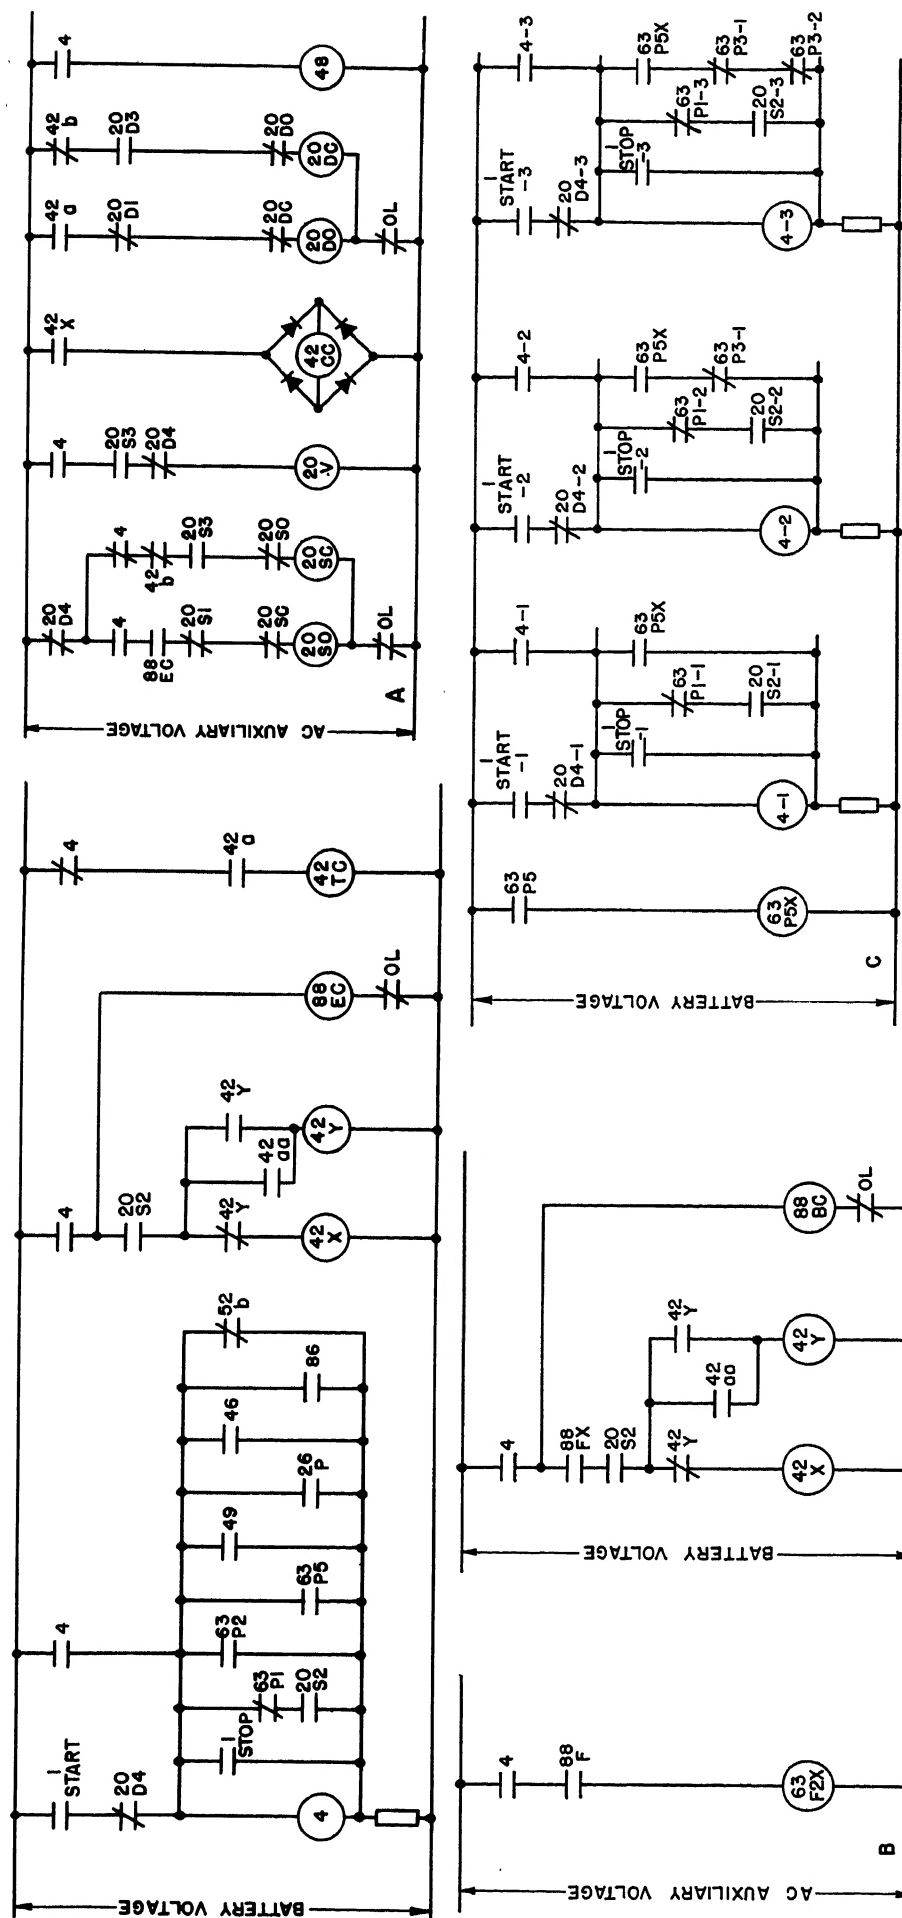 BATTERY VOLTAGE
1
START
20
D4
4
4
1
STOP
63
P1
20
S2
63
P2
63
P5
49
26
P
46
86
52
b
4
20
S2
42
Y
42
X
42
aa
42
Y
42
Y
88
EC
OL
4
42
a
42
TC
AC AUXILIARY VOLTAGE
A
20
D4
4
88
EC
20
S1
20
SC
20
SO
OL
4
42
b
20
S3
20
SO
20
SC
4
20
S3
20
D4
20
V
42
X
42
CC
42
a
20
D1
20
DC
20
DO
OL
42
b
20
D3
20
DO
20
DC
4
48
AC AUXILIARY VOLTAGE
B
4
88
F
63
F2X
BATTERY VOLTAGE
4
88
FX
20
S2
42
Y
42
X
42
aa
42
Y
42
Y
88
BC
OL
BATTERY VOLTAGE
C
63
P5
63
P5X
1
START
-1
20
D4-1
4-1
1
STOP
-1
63
P1-1
20
S2-1
4-1
63
P5X
1
START
-2
20
D4-2
4-2
1
STOP
-2
63
P1-2
20
S2-2
4-2
63
P5X
63
P3-1
1
START
-3
20
D4-3
4-3
1
STOP
-3
63
P1-3
20
S2-3
4-3
63
P5X
63
P3-1
63
P3-2